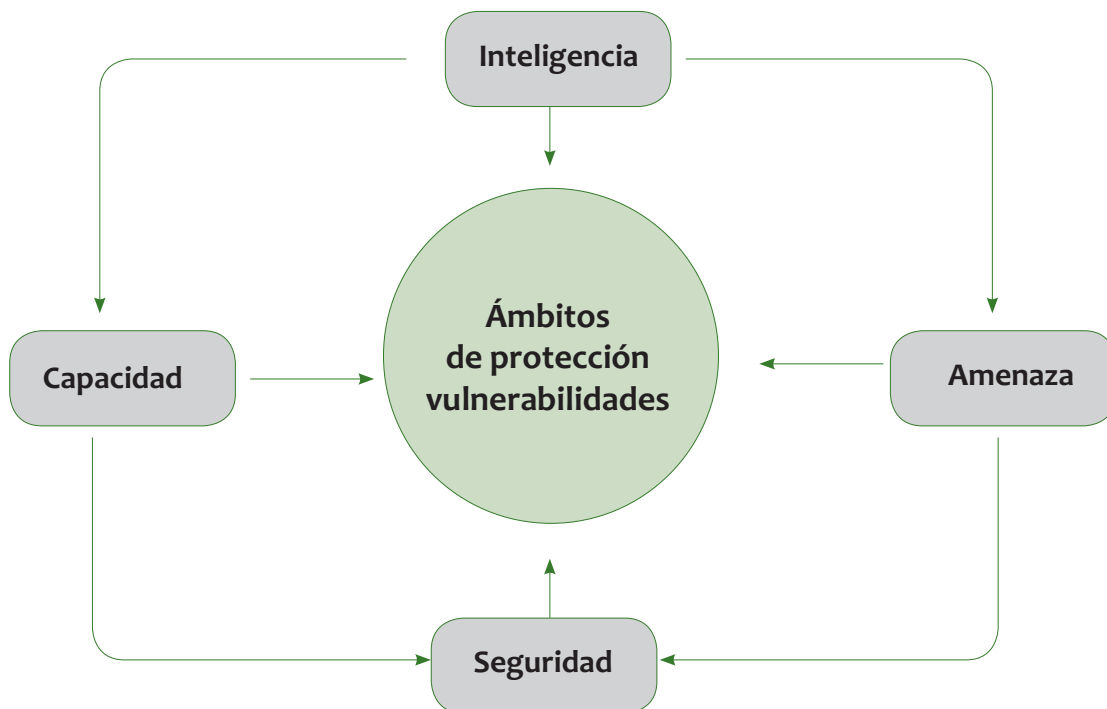 Inteligencia
Ámbitos
de protección
vulnerabilidades
Capacidad
Amenaza
Seguridad